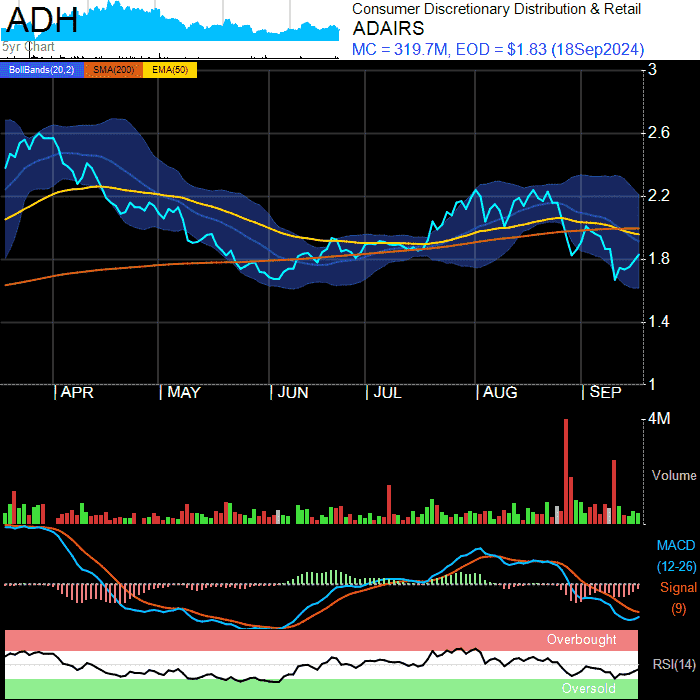 ADH
5yr Chart
Consumer Discretionary Distribution & Retail
ADAIRS
MC = 319.7M, EOD = $1.83 (18Sep2024)
BollBands(20,2) SMA(200) EMA(50)
3
2.6
2.2
1.8
1.4
1
APR MAY JUN JUL AUG SEP
4M
Volume
MACD
(12-26)
Signal
(9)
Overbought
RSI(14)
Oversold